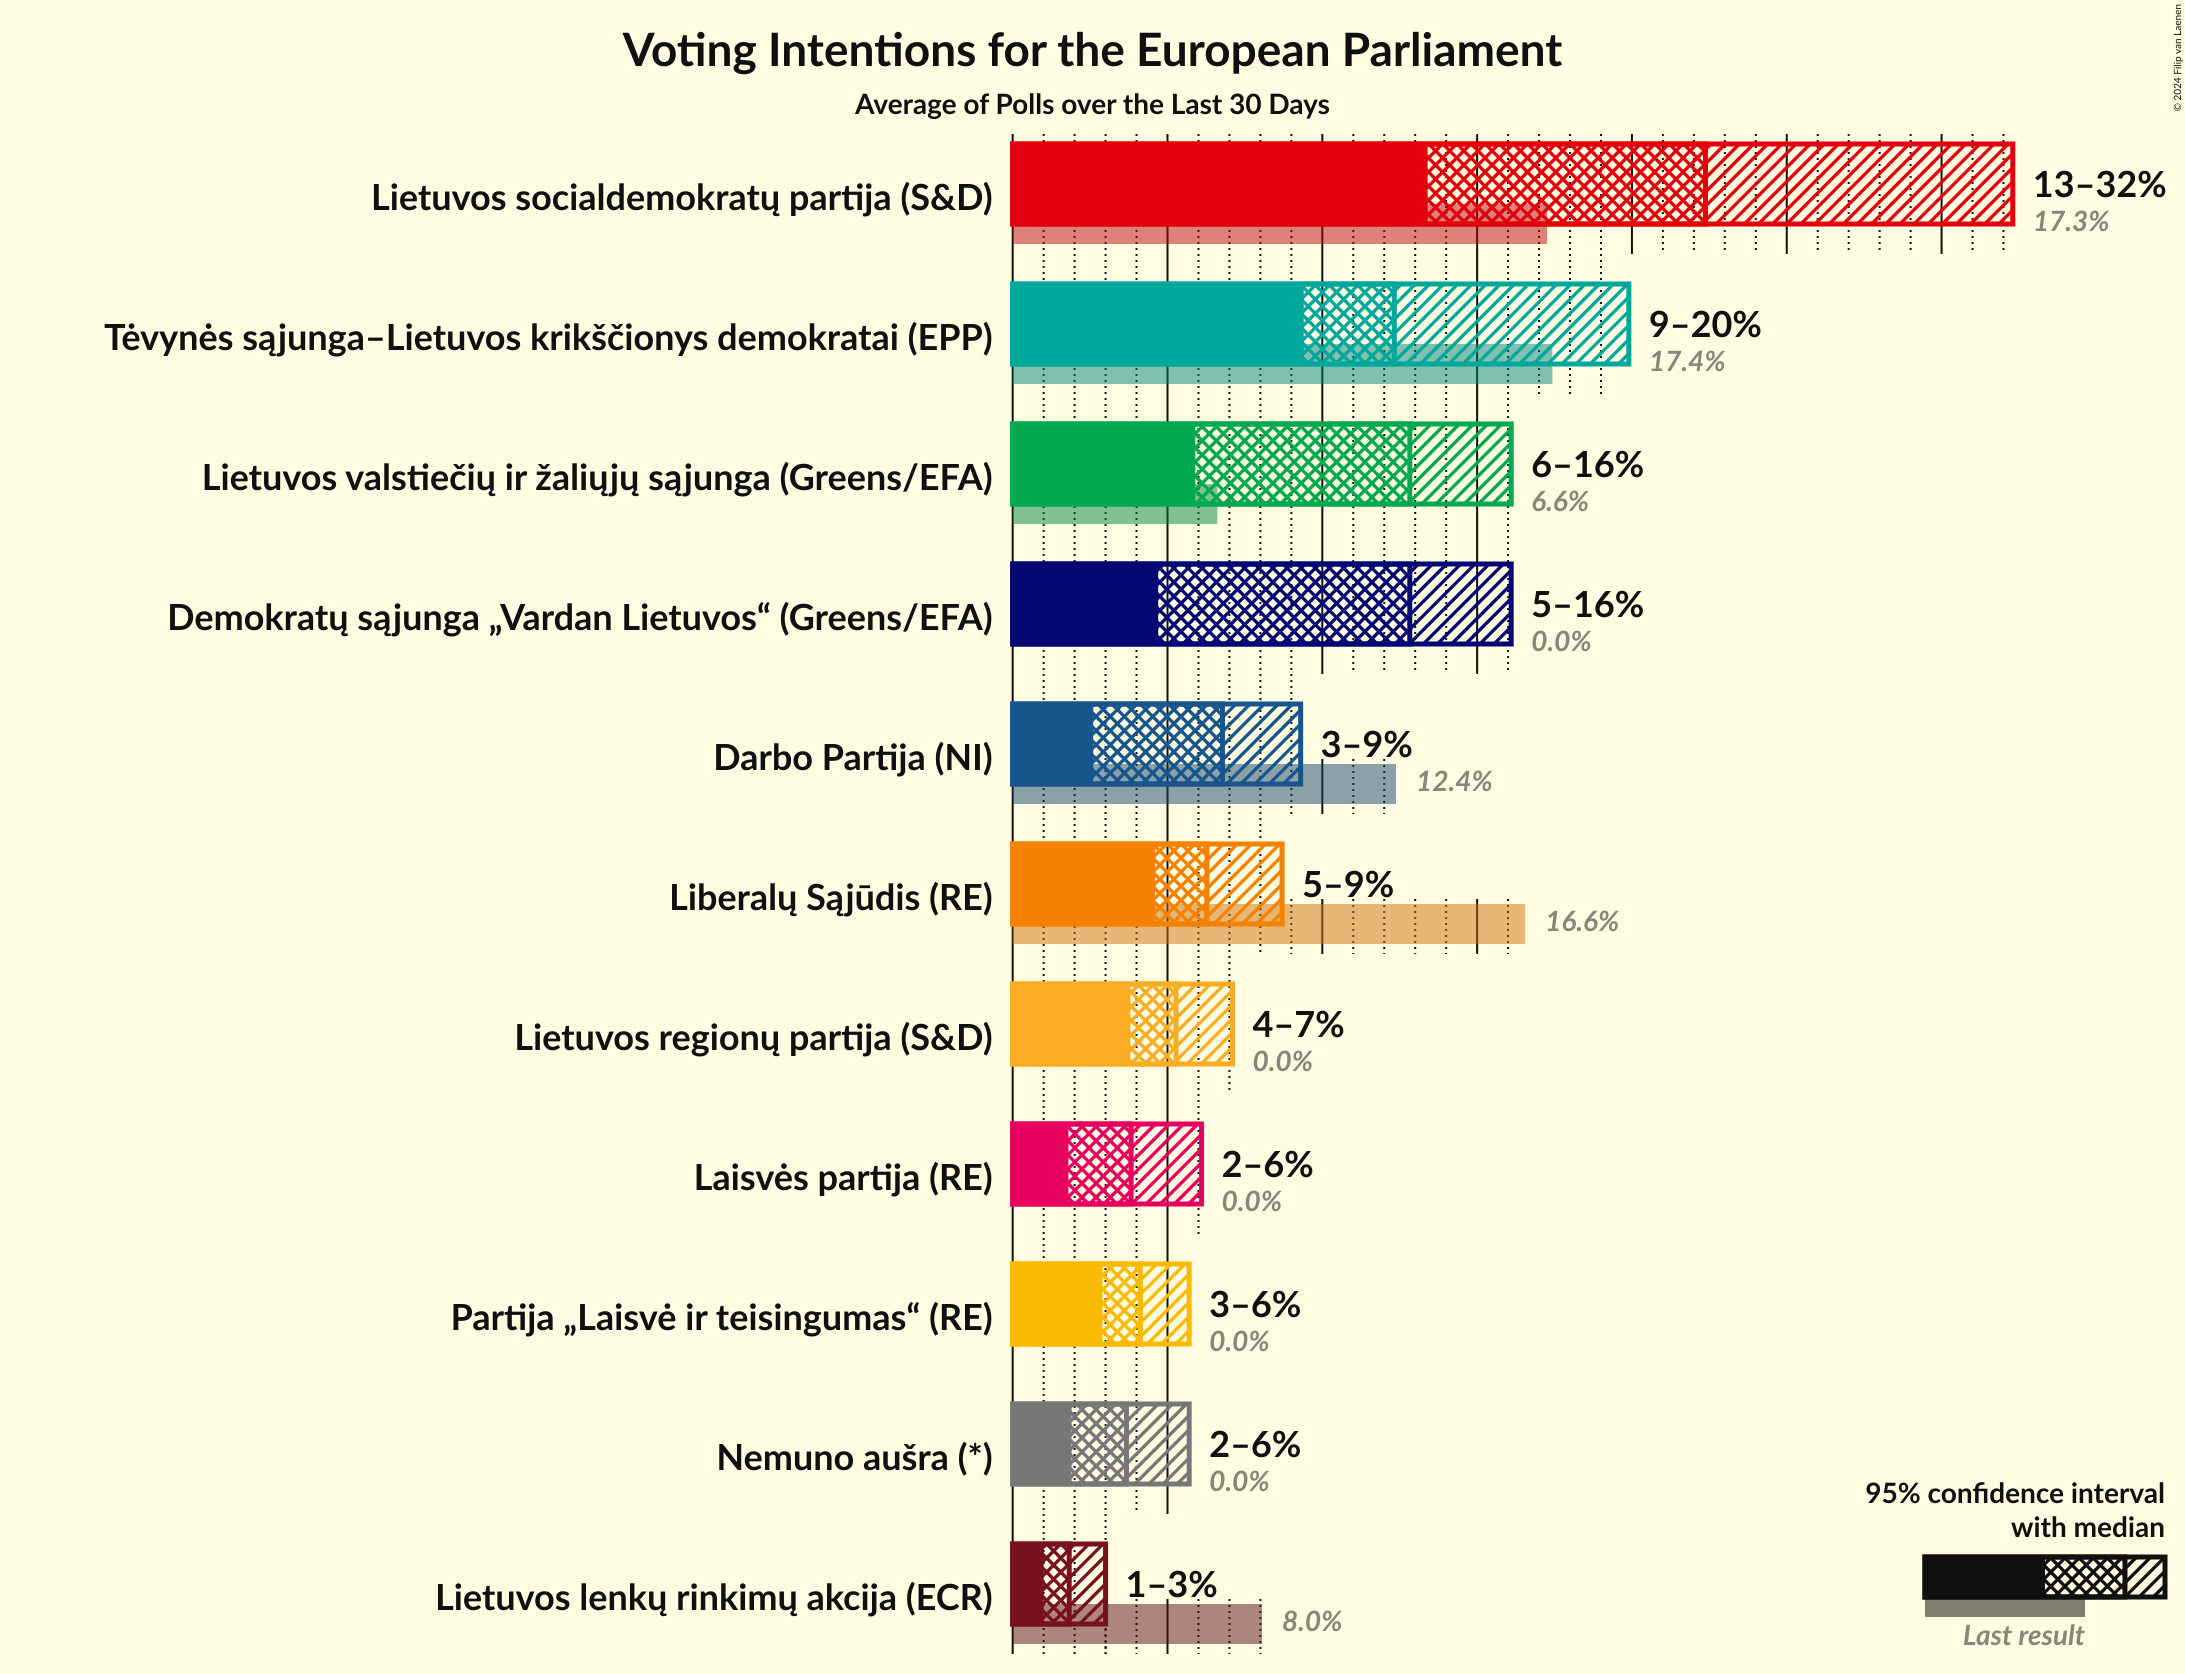 Voting Intentions for the European Parliament
Average of Polls over the Last 30 Days
© 2024 Filip van Laenen
Lietuvos socialdemokratų partija (S&D)
13–32%
17.3%
Tėvynės sąjunga–Lietuvos krikščionys demokratai (EPP)
9–20%
17.4%
Lietuvos valstiečių ir žaliųjų sąjunga (Greens/EFA)
6–16%
6.6%
Demokratų sąjunga „Vardan Lietuvos“ (Greens/EFA)
5–16%
0.0%
Darbo Partija (NI)
3–9%
12.4%
Liberalų Sąjūdis (RE)
5–9%
16.6%
Lietuvos regionų partija (S&D)
4–7%
0.0%
Laisvės partija (RE)
2–6%
0.0%
Partija „Laisvė ir teisingumas“ (RE)
3–6%
0.0%
Nemuno aušra (*)
2–6%
0.0%
Lietuvos lenkų rinkimų akcija (ECR)
1–3%
8.0%
95% confidence interval
with median
Last result